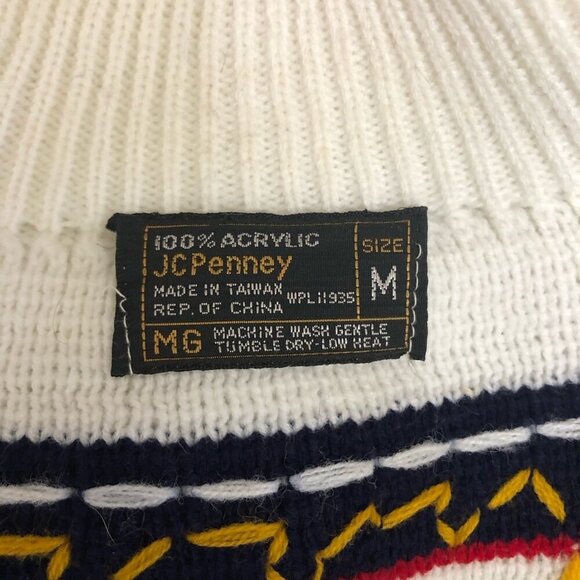 100% ACRYLIC
JCPenney
MADE IN TAIWAN
REP. OF CHINA WPL11935
SIZE
M
MG MACHINE WASH GENTLE
TUMBLE DRY-LOW HEAT